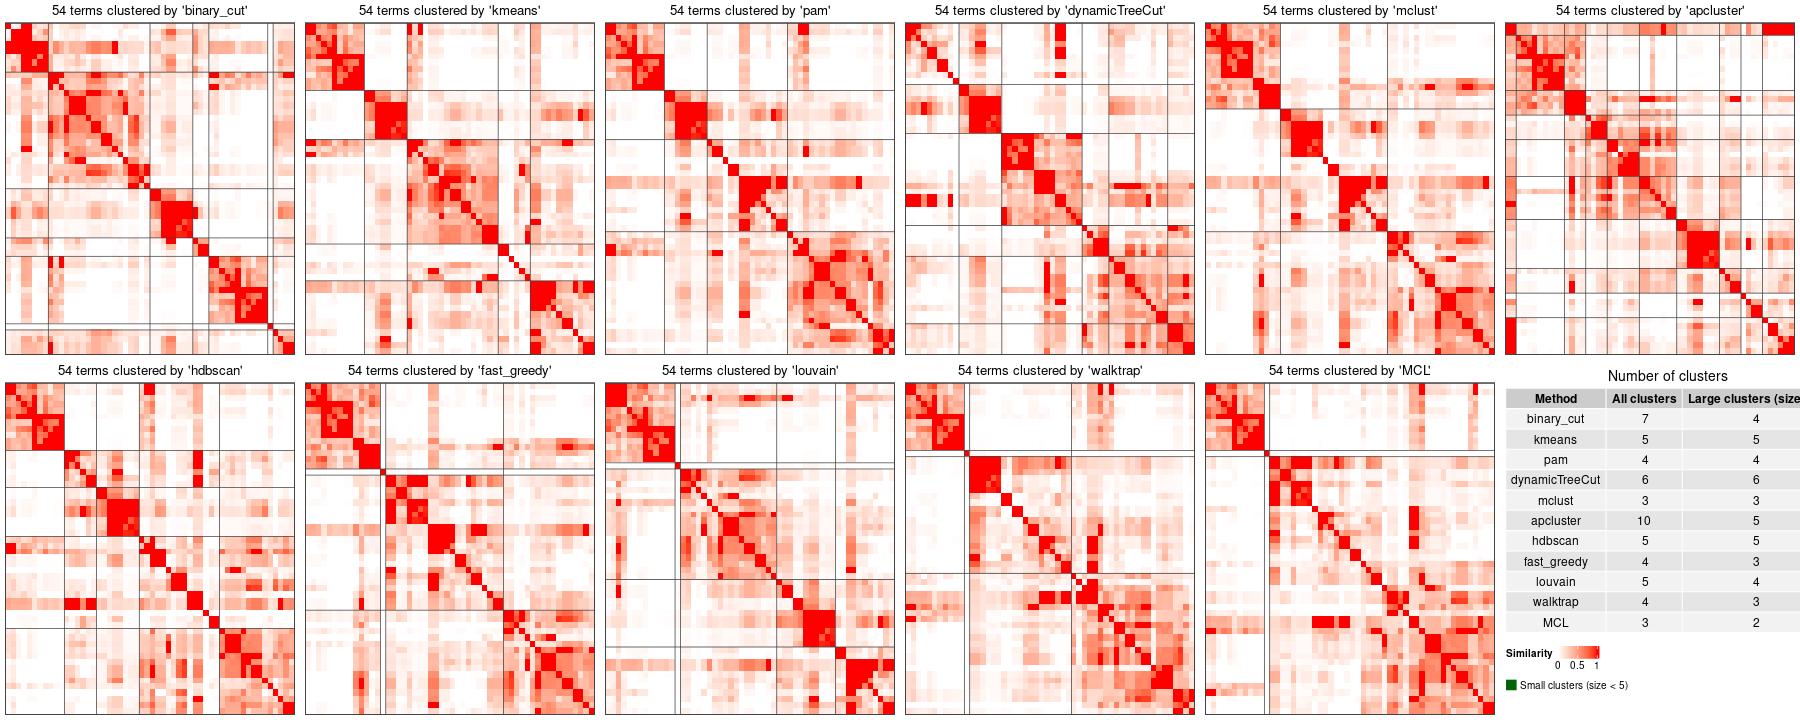 54 terms clustered by 'binary_cut'
54 terms clustered by 'kmeans'
54 terms clustered by 'pam'
54 terms clustered by 'dynamicTreeCut'
54 terms clustered by 'mclust'
54 terms clustered by 'apcluster'
54 terms clustered by 'hdbscan'
54 terms clustered by 'fast_greedy'
54 terms clustered by 'louvain'
54 terms clustered by 'walktrap'
54 terms clustered by 'MCL'
Number of clusters
Method All clusters Large clusters (size
binary_cut 7 4
kmeans 5 5
pam 4 4
dynamicTreeCut 6 6
mclust 3 3
apcluster 10 5
hdbscan 5 5
fast_greedy 4 3
louvain 5 4
walktrap 4 3
MCL 3 2
Similarity
0 0.5 1
Small clusters (size < 5)